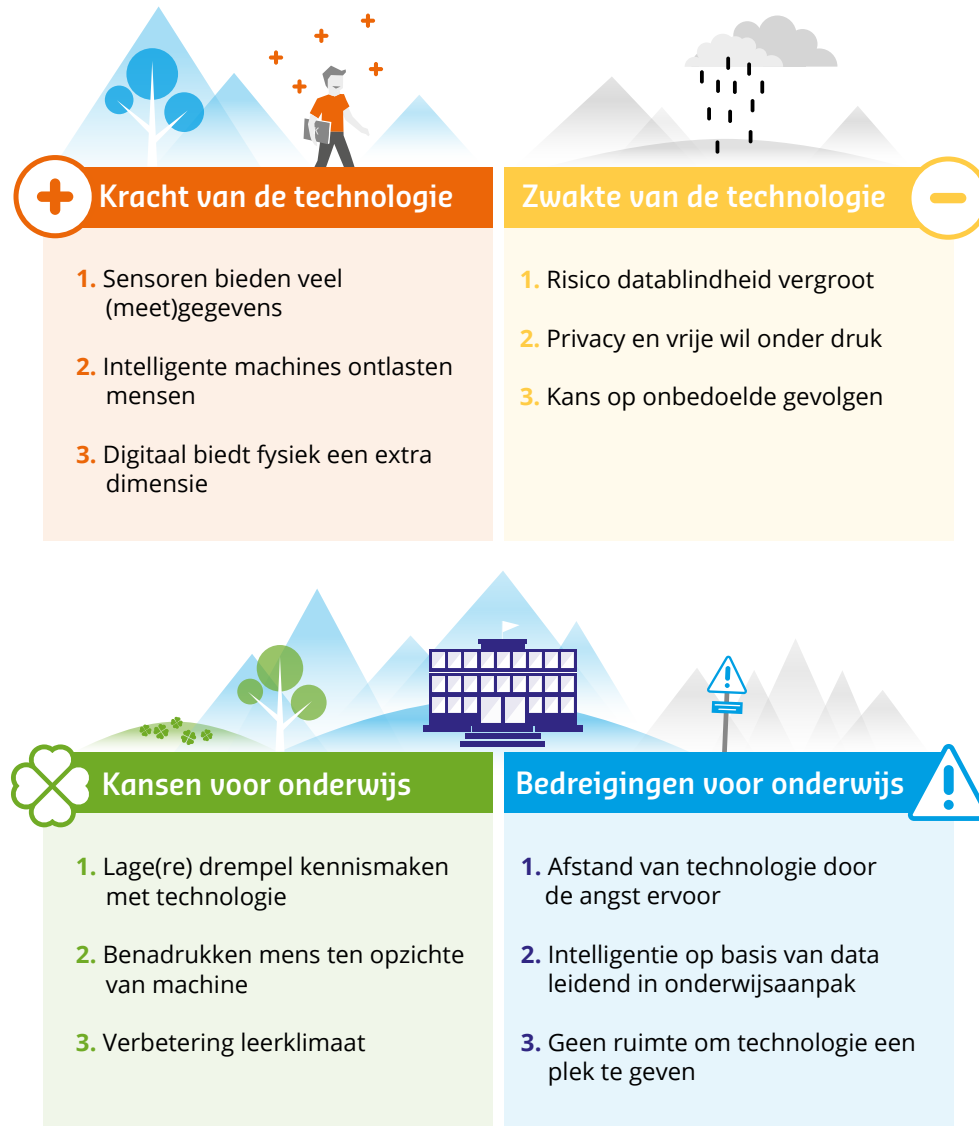 Kracht van de technologie
1. Sensoren bieden veel
(meet)gegevens
2. Intelligente machines ontlasten
mensen
3. Digitaal biedt fysiek een extra
dimensie
Zwakte van de technologie
1. Risico datablindheid vergroot
2. Privacy en vrije wil onder druk
3. Kans op onbedoelde gevolgen
Kansen voor onderwijs
1. Lage(re) drempel kennismaken
met technologie
2. Benadrukken mens ten opzichte
van machine
3. Verbetering leerklimaat
Bedreigingen voor onderwijs
1. Afstand van technologie door
de angst ervoor
2. Intelligentie op basis van data
leidend in onderwijsaanpak
3. Geen ruimte om technologie een
plek te geven